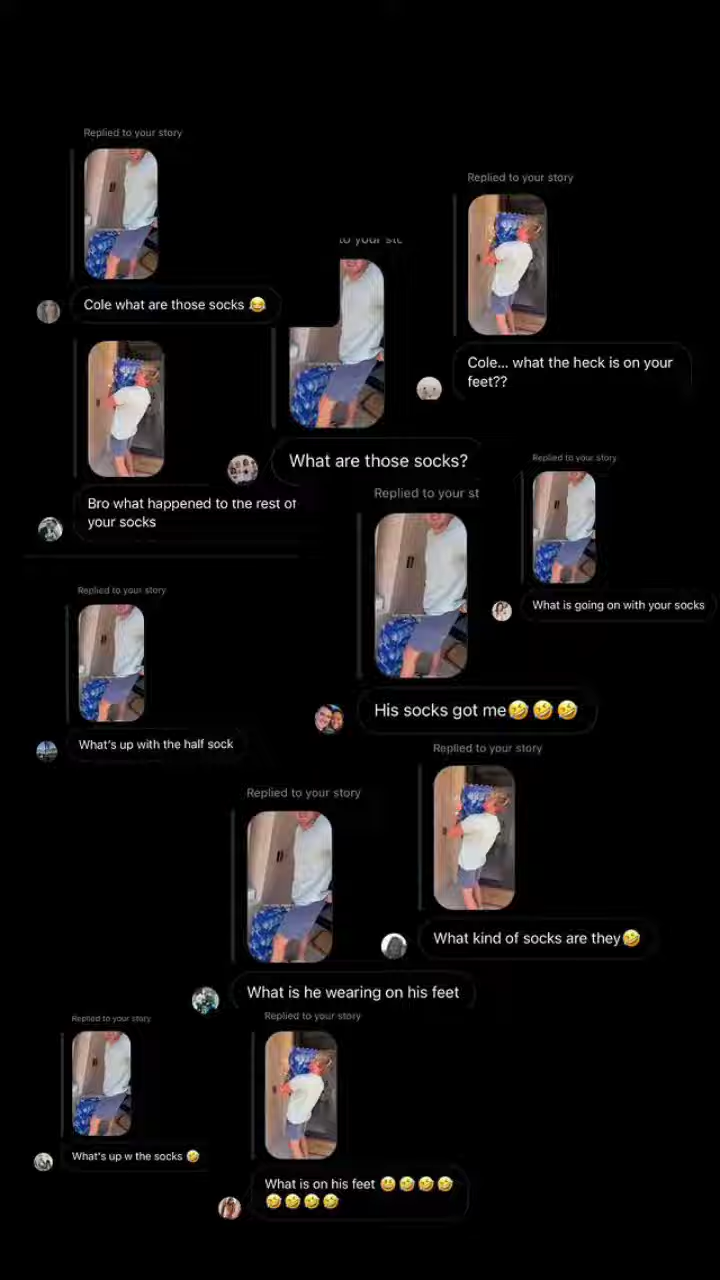 Replied to your story
Cole what are those socks 😂
Replied to your story
Cole... what the heck is on your
feet??
to your sto
What are those socks?
Bro what happened to the rest of
your socks
Replied to your story
What is going on with your socks
Replied to your st
His socks got me🤣🤣🤣
Replied to your story
What's up with the half sock
Replied to your story
What kind of socks are they🤣
Replied to your story
What is he wearing on his feet
Replied to your story
What's up w the socks 🤣
Replied to your story
What is on his feet 😃🤣🤣🤣
🤣🤣🤣🤣